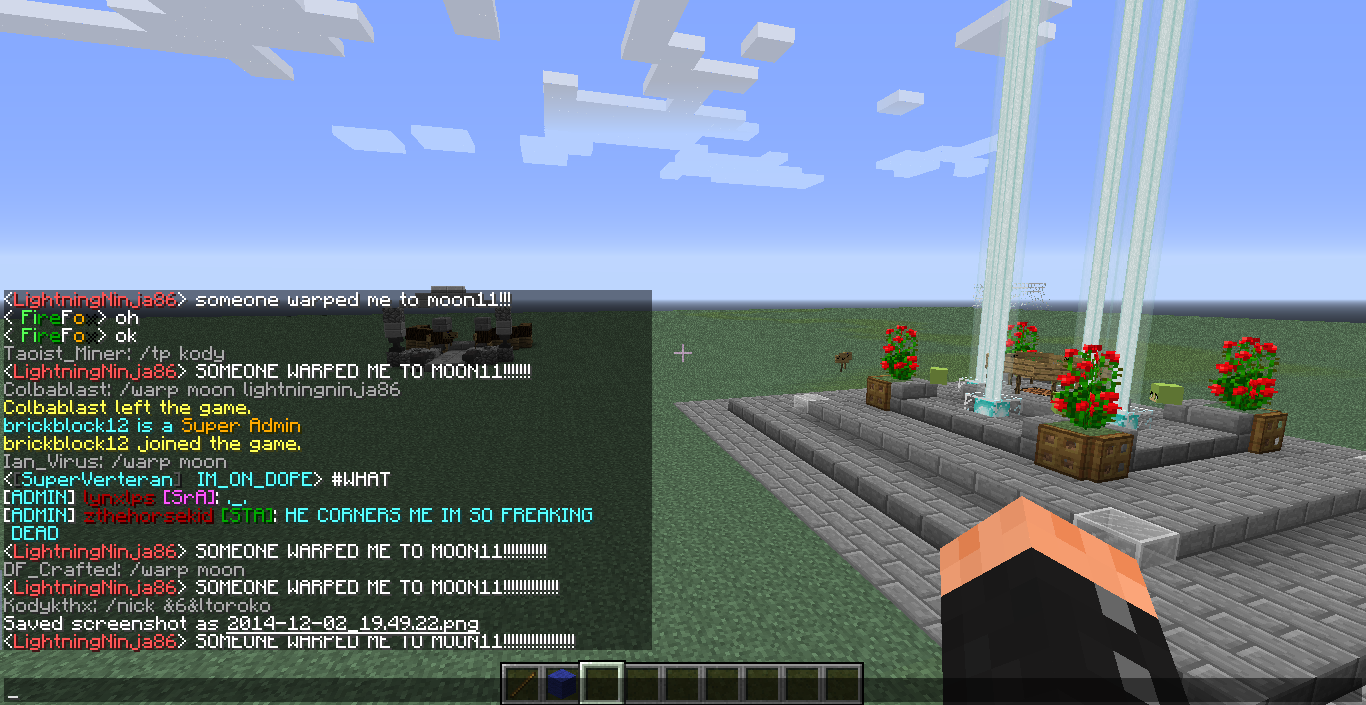 <LightningNinja86> someone warped me to moon11!!!
< FireFox> oh
< FireFox> ok
Taoist_Miner: /tp kody
<LightningNinja86> SOMEONE WARPED ME TO MOON11!!!!!!!
Colbablast: /warp moon lightningninja86
Colbablast left the game.
brickblock12 is a Super Admin
brickblock12 joined the game.
Ian_Virus: /warp moon
<[SuperVerteran] IM_ON_DOPE> #WHAT
[ADMIN] lynxlps [SrA]: ._.
[ADMIN] zthehorsekid [STA]: HE CORNERS ME IM SO FREAKING
DEAD
<LightningNinja86> SOMEONE WARPED ME TO MOON11!!!!!!!!!!!
DF_Crafted: /warp moon
<LightningNinja86> SOMEONE WARPED ME TO MOON11!!!!!!!!!!!!!!
Kodykthx: /nick &6&ltoroko
Saved screenshot as 2014-12-02_19.49.22.png
<LightningNinja86> SOMEONE WARPED ME TO MOON11!!!!!!!!!!!!!!!!!!
_